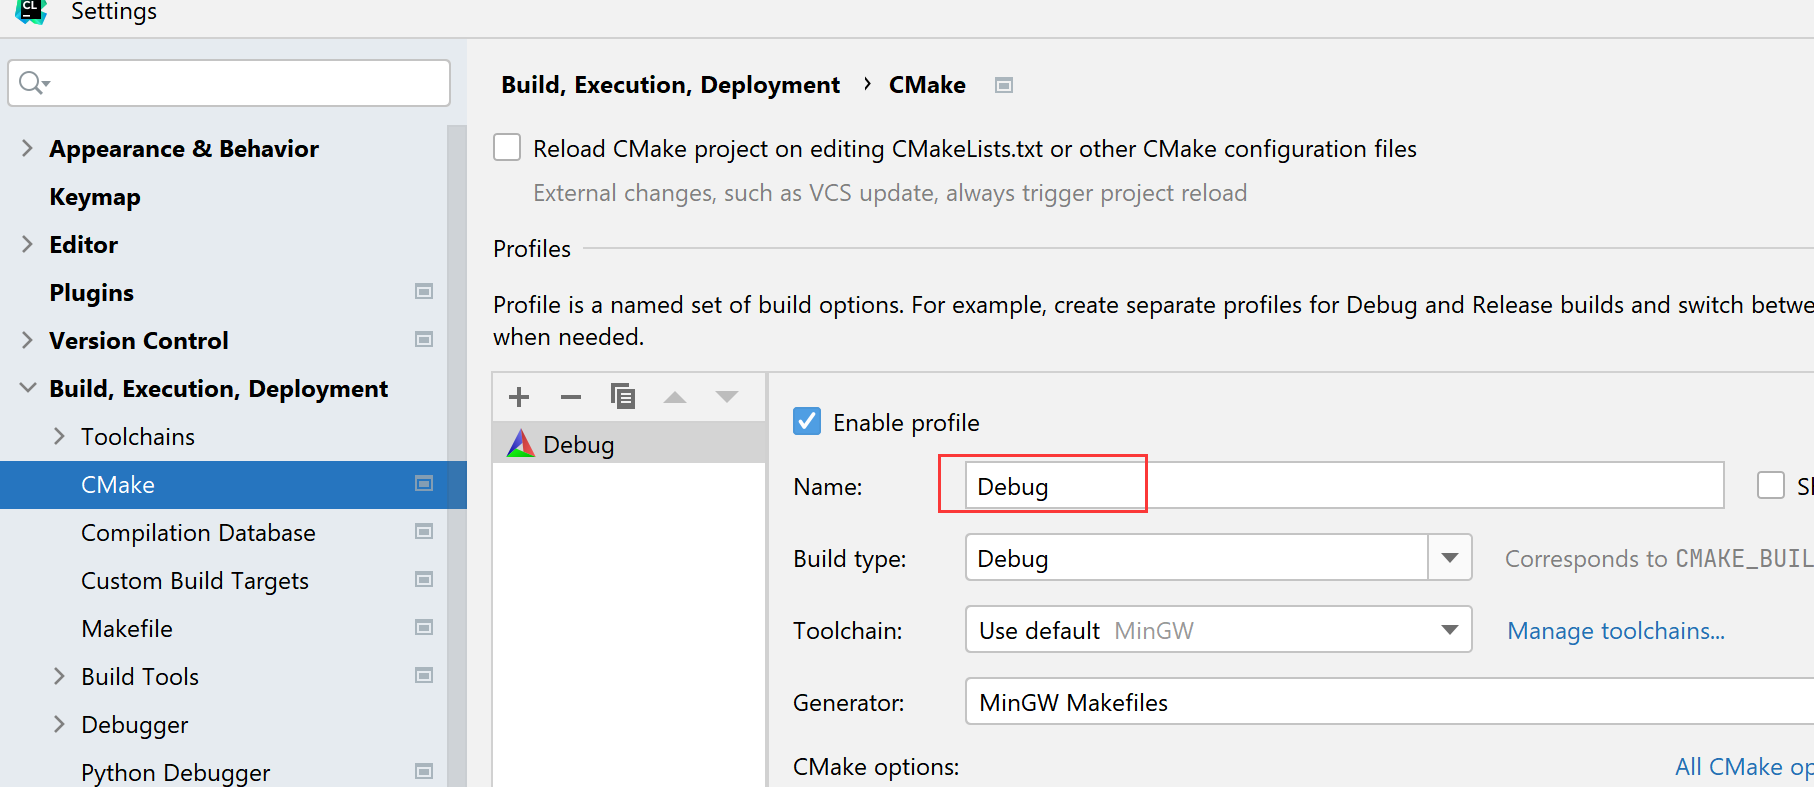 CL
Settings
Appearance & Behavior
Keymap
Editor
Plugins
Version Control
Build, Execution, Deployment
Toolchains
CMake
Compilation Database
Custom Build Targets
Makefile
Build Tools
Debugger
Python Debugger
Build, Execution, Deployment › CMake
Reload CMake project on editing CMakeLists.txt or other CMake configuration files
External changes, such as VCS update, always trigger project reload
Profiles
Profile is a named set of build options. For example, create separate profiles for Debug and Release builds and switch betwe
when needed.
Debug
Enable profile
Name: Debug
Build type: Debug Corresponds to CMAKE_BUIL
Toolchain: Use default MinGW Manage toolchains...
Generator: MinGW Makefiles
CMake options: All CMake op